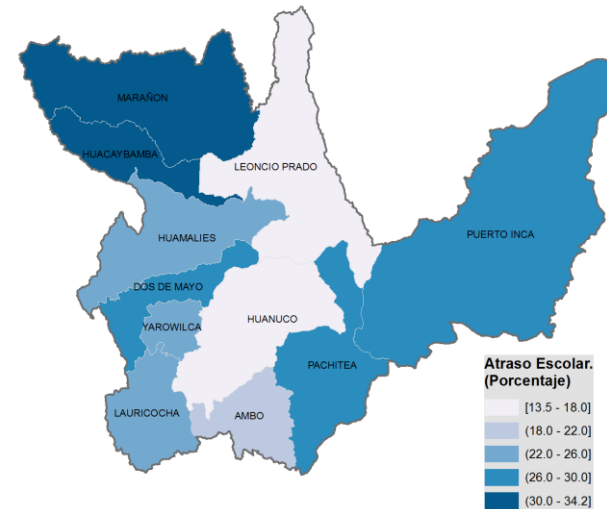 MARAÑON
HUACAYBAMBA
LEONCIO PRADO
HUAMALIES
PUERTO INCA
DOS DE MAYO
HUANUCO
YAROWILCA
PACHITEA
LAURICOCHA
AMBO
Atraso Escolar.
(Porcentaje)
[13.5 - 18.0]
(18.0 - 22.0]
(22.0 - 26.0]
(26.0 - 30.0]
(30.0 - 34.2]